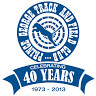 PRINCE GEORGE TRACK AND FIELD CLUB
CELEBRATING
40 YEARS
1973 - 2013